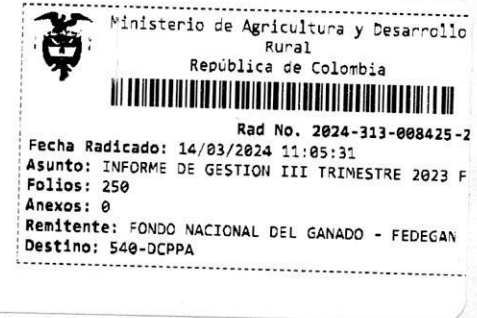 Ministerio de Agricultura y Desarrollo
Rural
República de Colombia
Rad No. 2024-313-008425-2
Fecha Radicado: 14/03/2024 11:05:31
Asunto: INFORME DE GESTION III TRIMESTRE 2023 F
Folios: 250
Anexos: 0
Remitente: FONDO NACIONAL DEL GANADO - FEDEGAN
Destino: 540-DCPPA